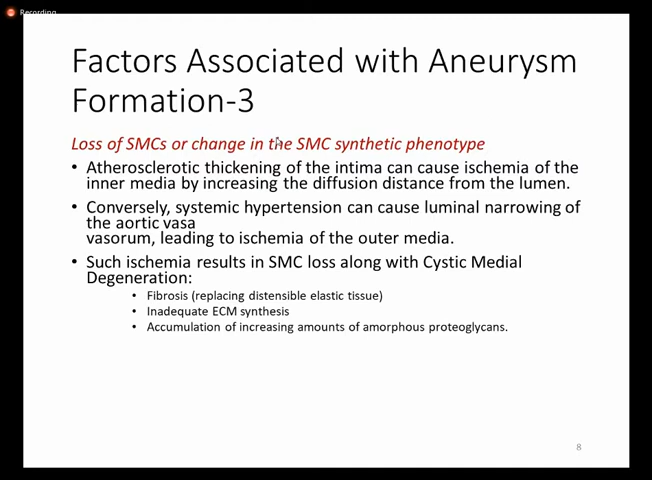 Recording
Factors Associated with Aneurysm
Formation-3
Loss of SMCs or change in the SMC synthetic phenotype
• Atherosclerotic thickening of the intima can cause ischemia of the
inner media by increasing the diffusion distance from the lumen.
• Conversely, systemic hypertension can cause luminal narrowing of
the aortic vasa
vasorum, leading to ischemia of the outer media.
• Such ischemia results in SMC loss along with Cystic Medial
Degeneration:
• Fibrosis (replacing distensible elastic tissue)
• Inadequate ECM synthesis
• Accumulation of increasing amounts of amorphous proteoglycans.
8